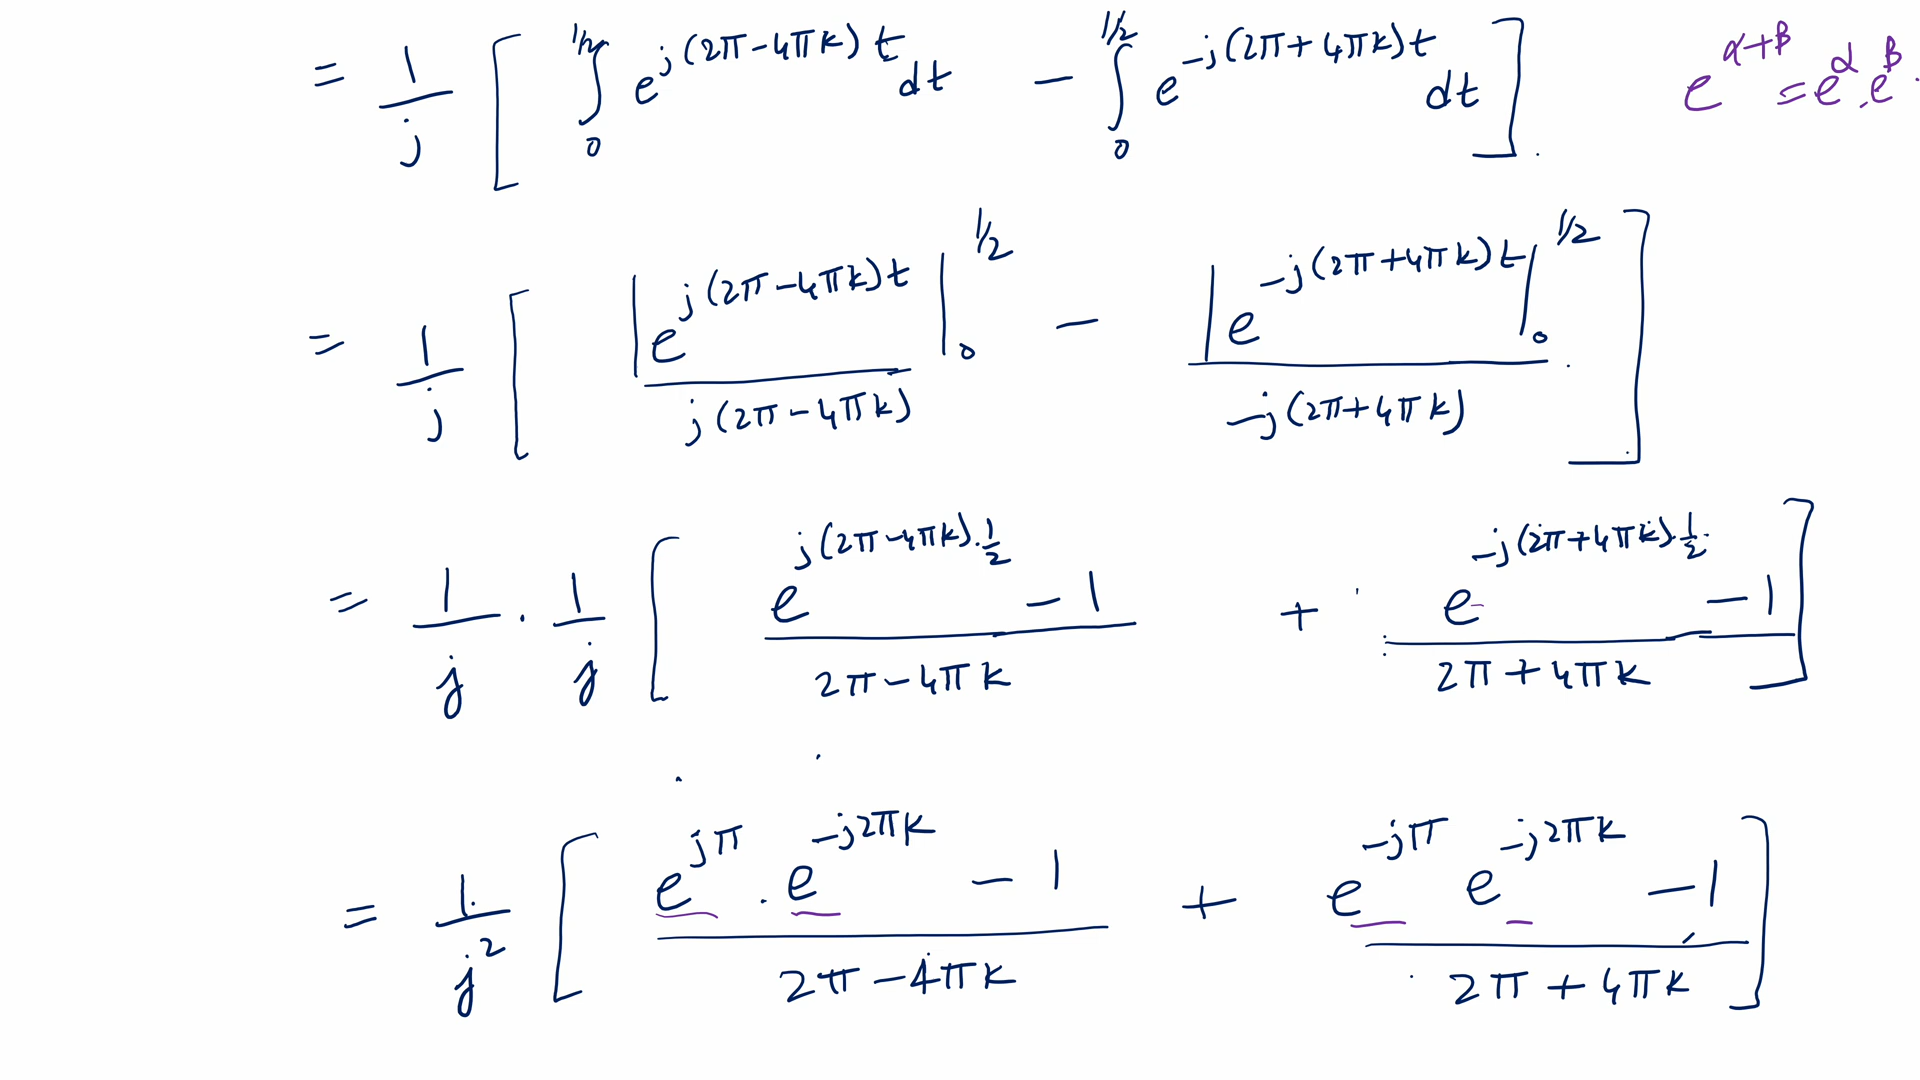 = 1/j [ ∫₀^{1/2} e^{j(2π-4πk)t} dt - ∫₀^{1/2} e^{-j(2π+4πk)t} dt ] e^{α+β} = e^α . e^β
= 1/j [ |e^{j(2π-4πk)t}|₀^{1/2} / j(2π-4πk) - |e^{-j(2π+4πk)t}|₀^{1/2} / -j(2π+4πk) ]
= 1/j . 1/j [ (e^{j(2π-4πk).1/2} - 1) / (2π-4πk) + (e^{-j(2π+4πk).1/2} - 1) / (2π+4πk) ]
= 1/j² [ (e^{jπ} . e^{-j2πk} - 1) / (2π-4πk) + (e^{-jπ} e^{-j2πk} - 1) / (2π+4πk) ]